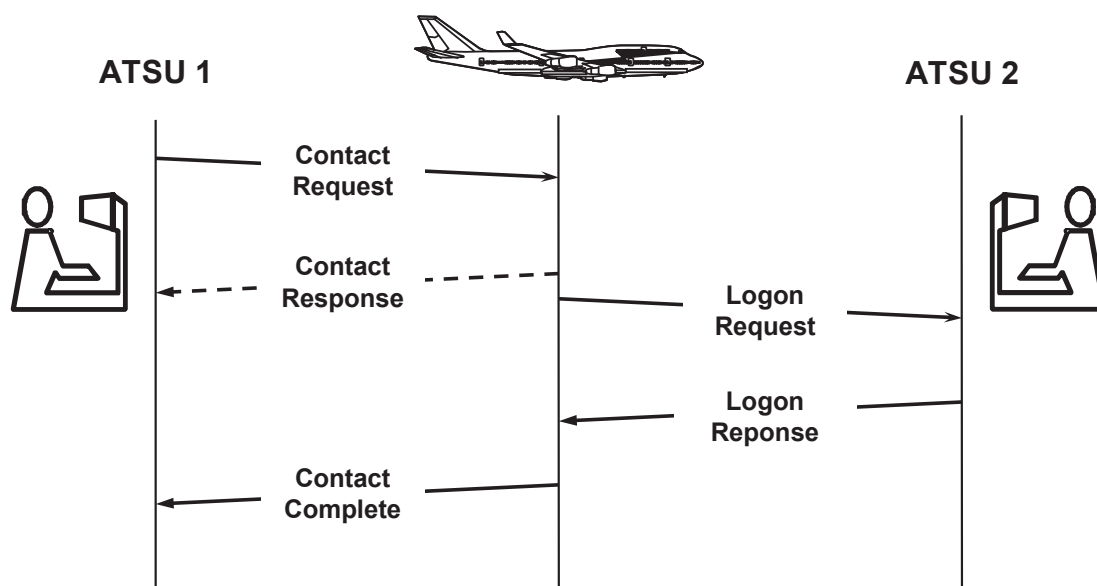 ATSU 1
ATSU 2
Contact
Request
Contact
Response
Logon
Request
Logon
Reponse
Contact
Complete